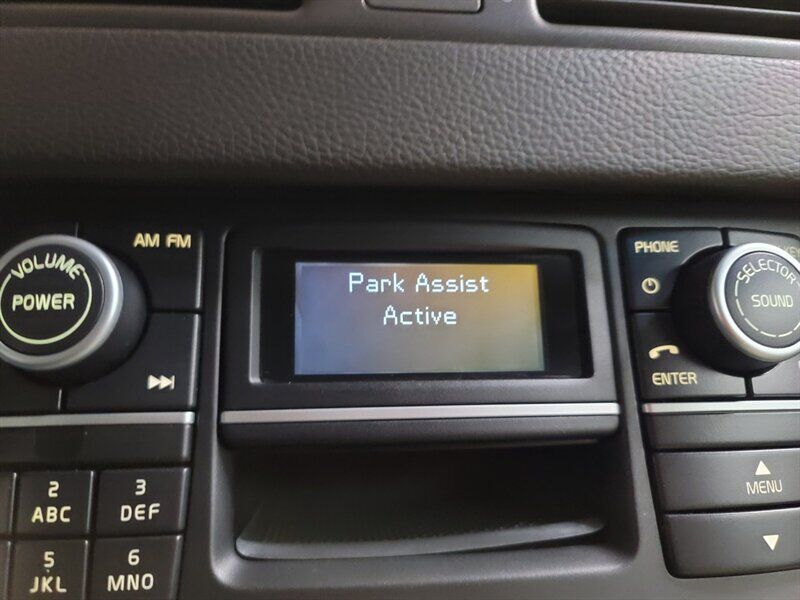 AM FM
VOLUME
POWER
Park Assist
Active
PHONE
SELECTOR
SOUND
ENTER
MENU
2
ABC
3
DEF
5
JKL
6
MNO